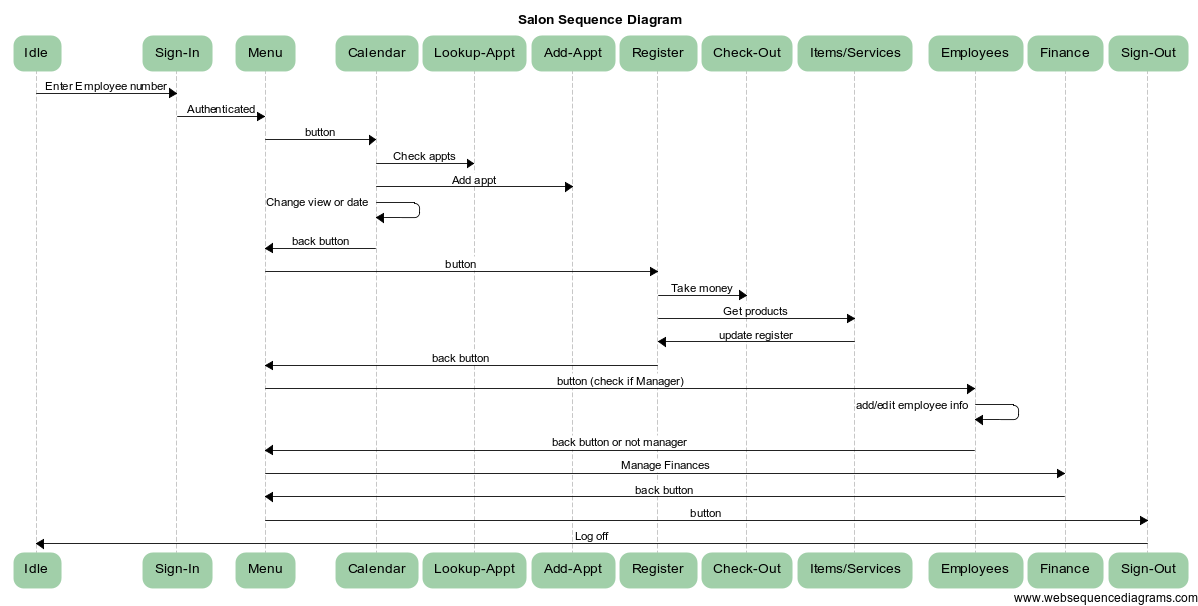 Salon Sequence Diagram
Idle Sign-In Menu Calendar Lookup-Appt Add-Appt Register Check-Out Items/Services Employees Finance Sign-Out
Enter Employee number
Authenticated
button
Check appts
Add appt
Change view or date
back button
button
Take money
Get products
update register
back button
button (check if Manager)
add/edit employee info
back button or not manager
Manage Finances
back button
button
Log off
Idle Sign-In Menu Calendar Lookup-Appt Add-Appt Register Check-Out Items/Services Employees Finance Sign-Out
www.websequencediagrams.com